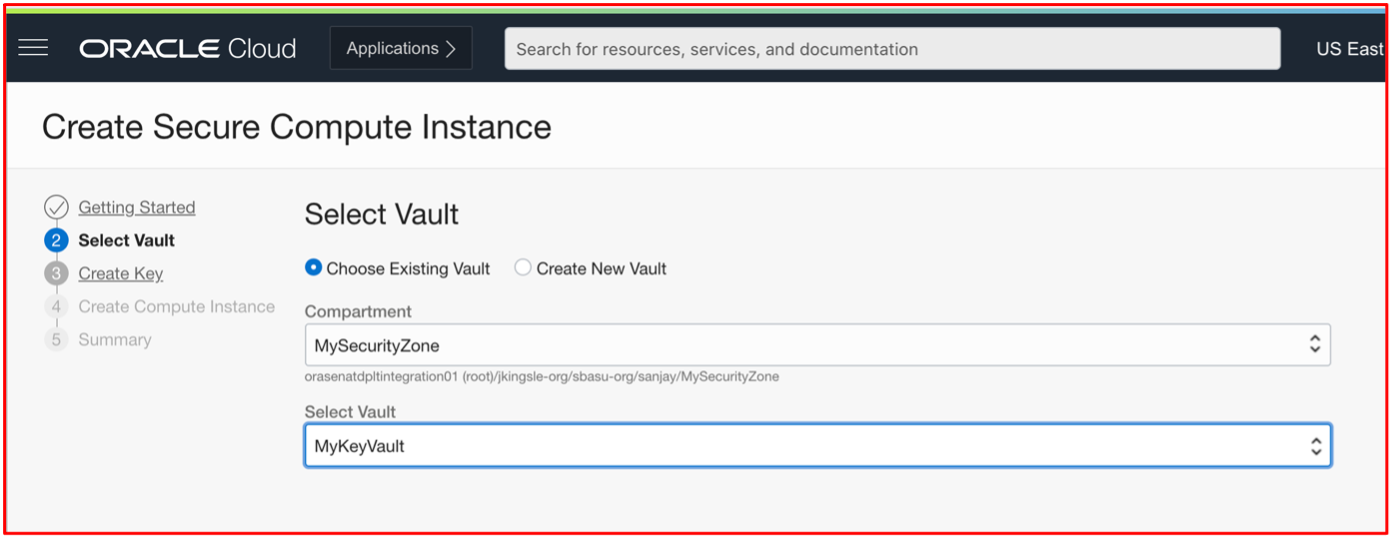 ORACLE Cloud Applications > Search for resources, services, and documentation US East
Create Secure Compute Instance
Getting Started
2 Select Vault
3 Create Key
4 Create Compute Instance
5 Summary
Select Vault
Choose Existing Vault Create New Vault
Compartment
MySecurityZone
orasenatdpltintegration01 (root)/jkingsle-org/sbasu-org/sanjay/MySecurityZone
Select Vault
MyKeyVault